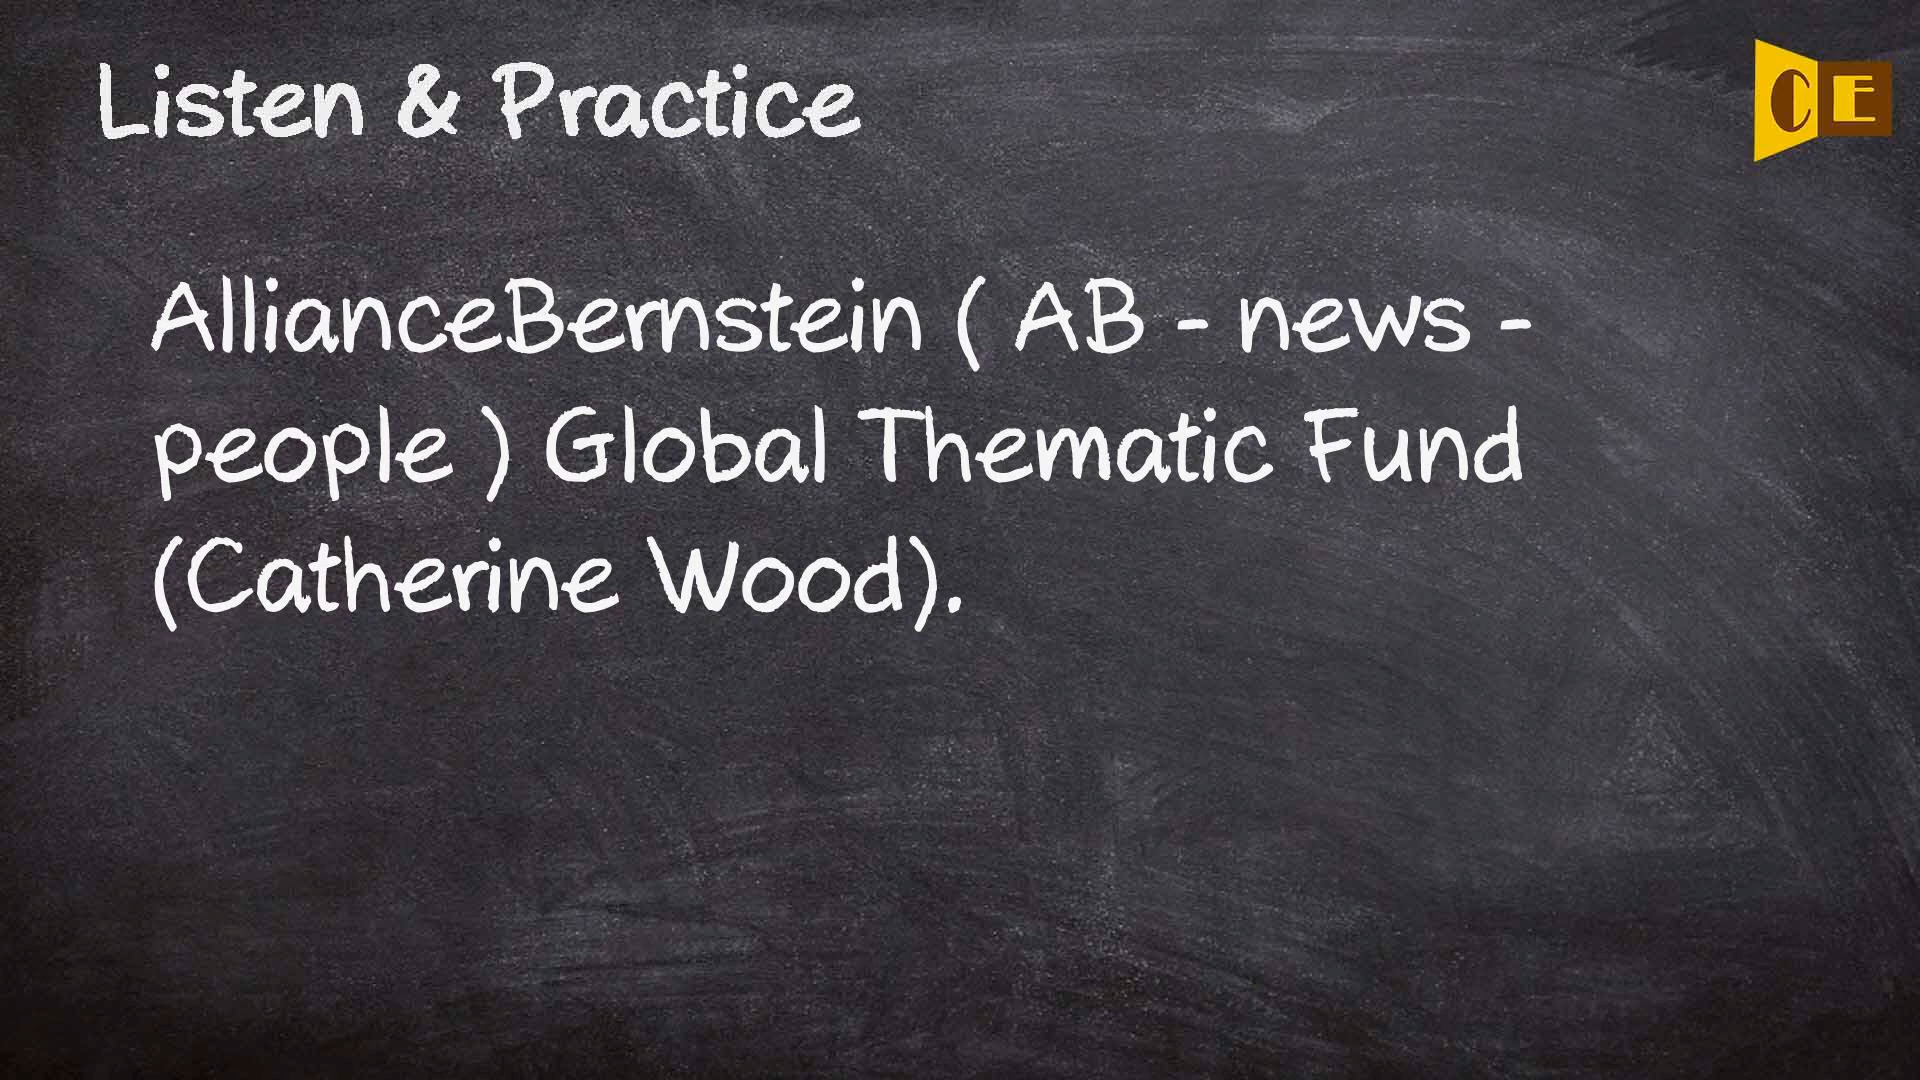 Listen & Practice
CE
AllianceBernstein ( AB - news -
people ) Global Thematic Fund
(Catherine Wood).